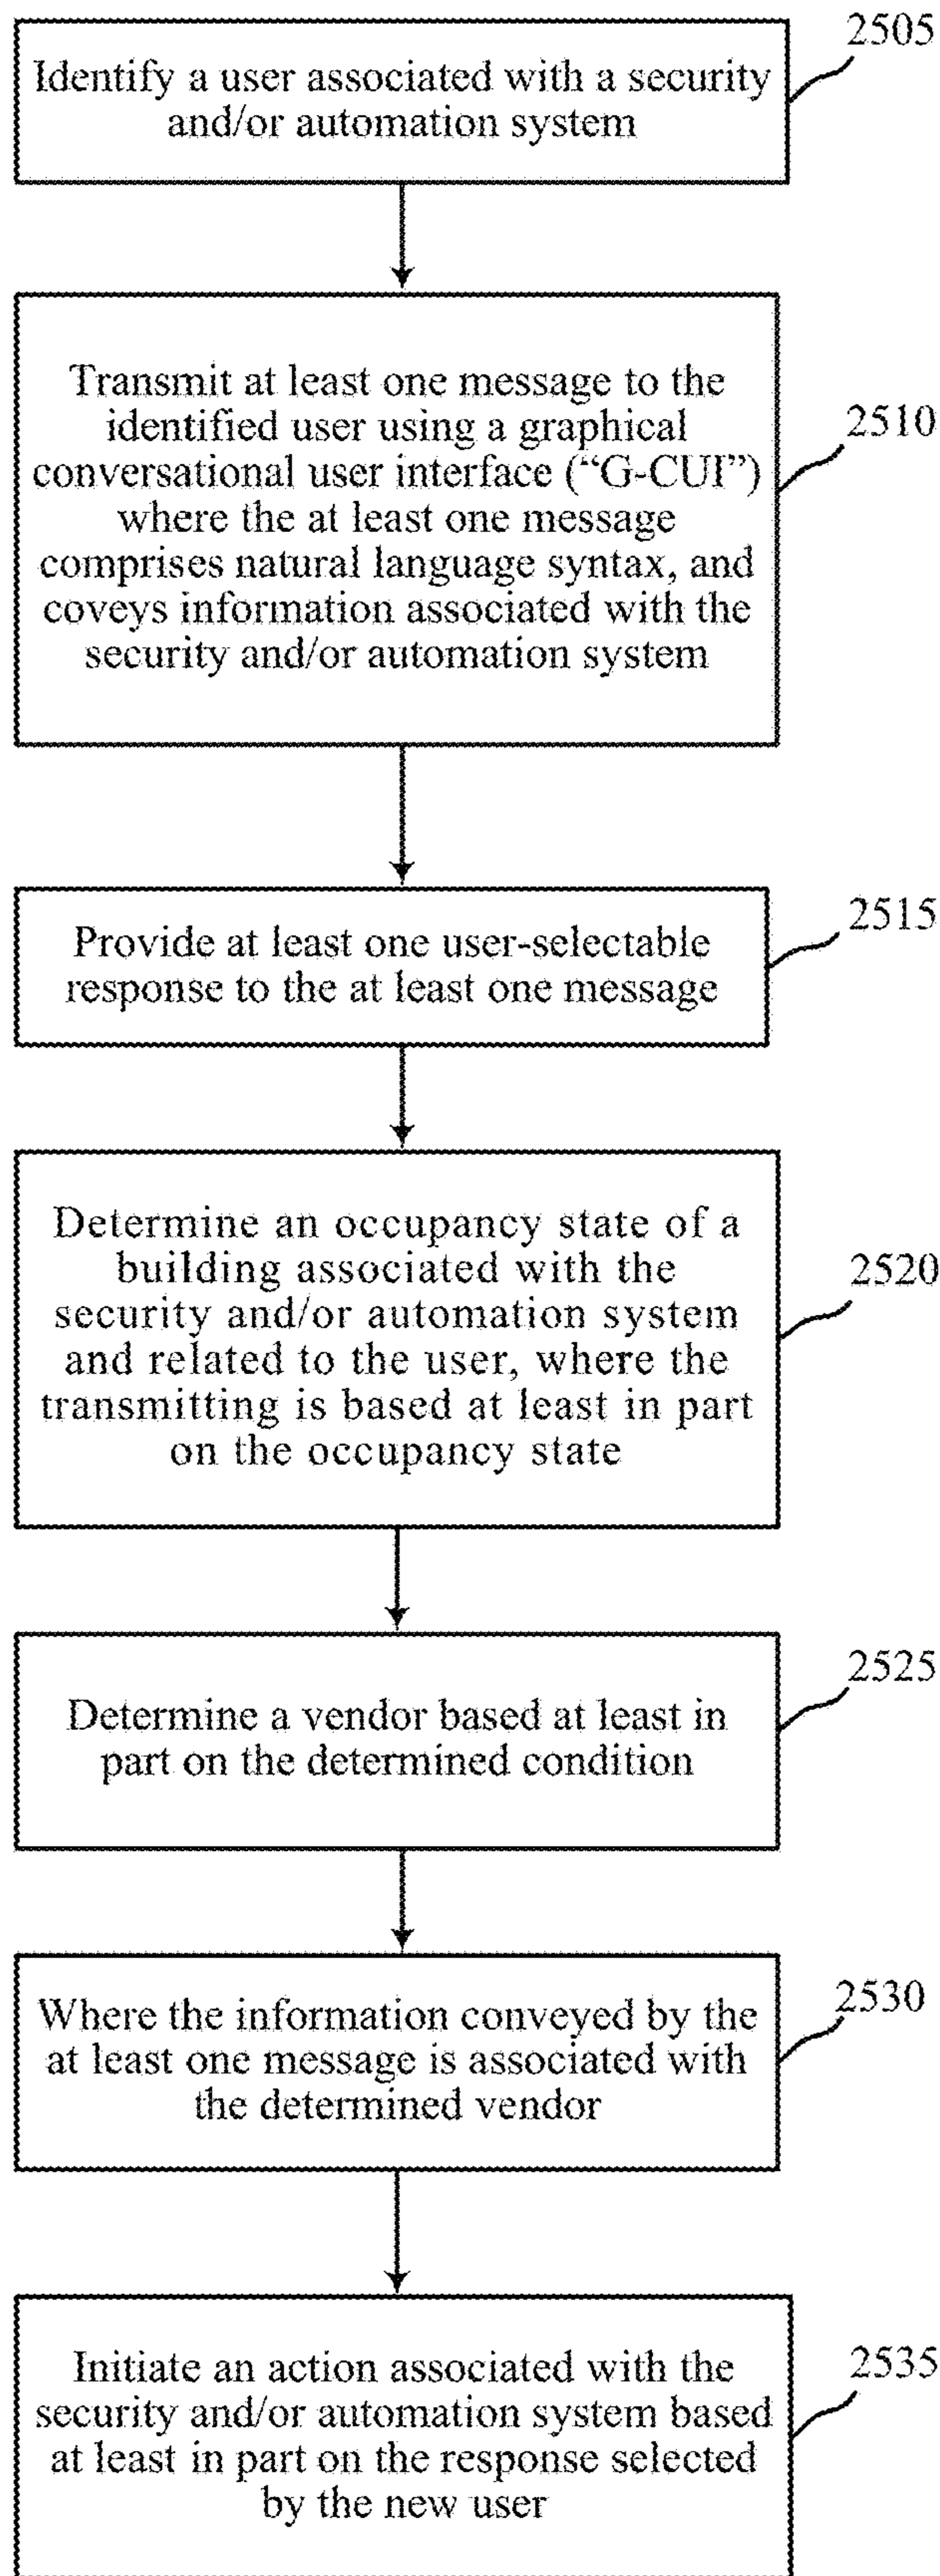 2505
Identify a user associated with a security
and/or automation system
2510
Transmit at least one message to the
identified user using a graphical
conversational user interface (“G-CUI”)
where the at least one message
comprises natural language syntax, and
coveys information associated with the
security and/or automation system
2515
Provide at least one user-selectable
response to the at least one message
2520
Determine an occupancy state of a
building associated with the
security and/or automation system
and related to the user, where the
transmitting is based at least in part
on the occupancy state
2525
Determine a vendor based at least in
part on the determined condition
2530
Where the information conveyed by the
at least one message is associated with
the determined vendor
2535
Initiate an action associated with the
security and/or automation system based
at least in part on the response selected
by the new user